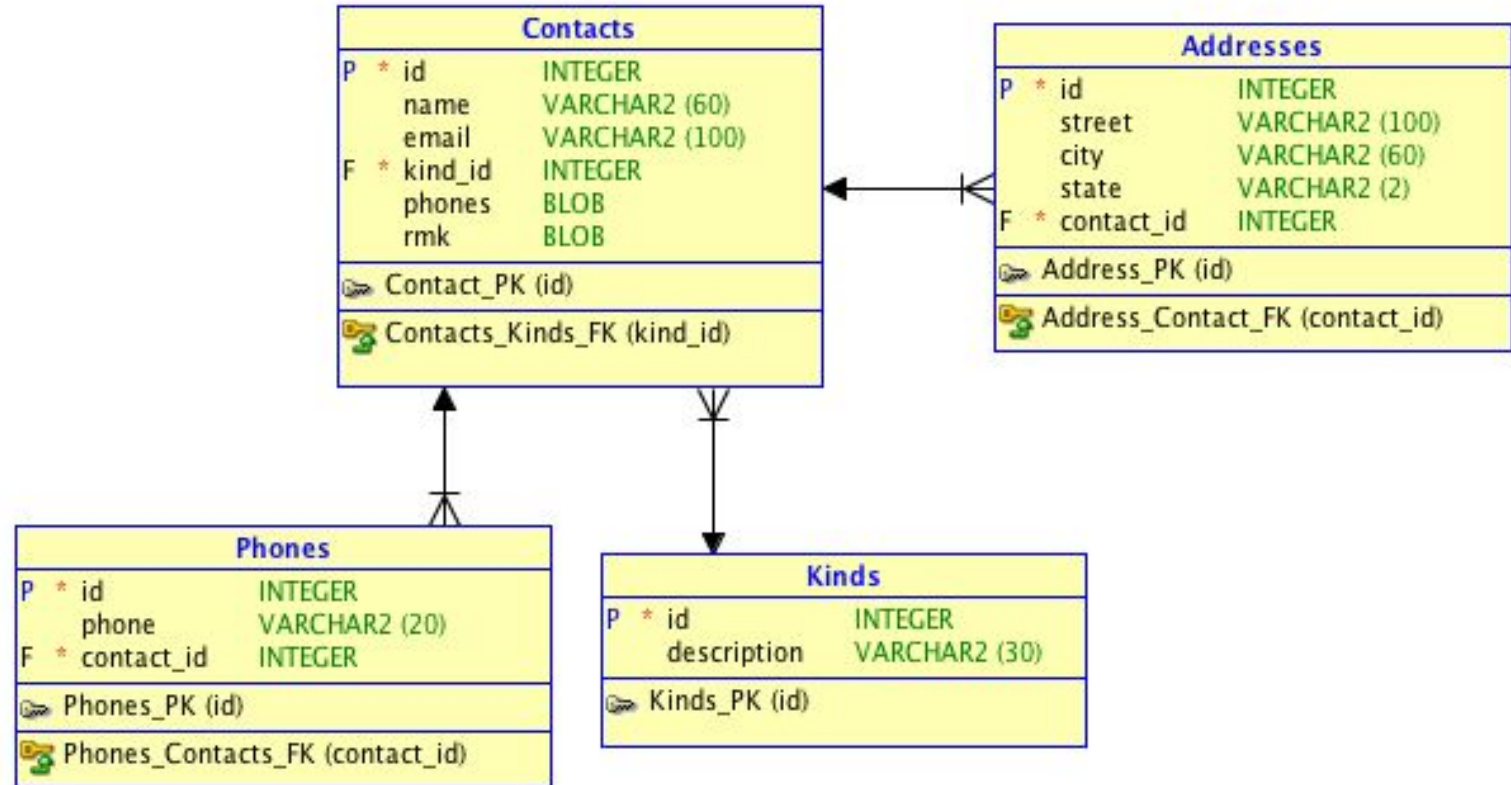 Contacts
P * id INTEGER
name VARCHAR2 (60)
email VARCHAR2 (100)
F * kind_id INTEGER
phones BLOB
rmk BLOB
Contact_PK (id)
Contacts_Kinds_FK (kind_id)
Addresses
P * id INTEGER
street VARCHAR2 (100)
city VARCHAR2 (60)
state VARCHAR2 (2)
F * contact_id INTEGER
Address_PK (id)
Address_Contact_FK (contact_id)
Phones
P * id INTEGER
phone VARCHAR2 (20)
F * contact_id INTEGER
Phones_PK (id)
Phones_Contacts_FK (contact_id)
Kinds
P * id INTEGER
description VARCHAR2 (30)
Kinds_PK (id)